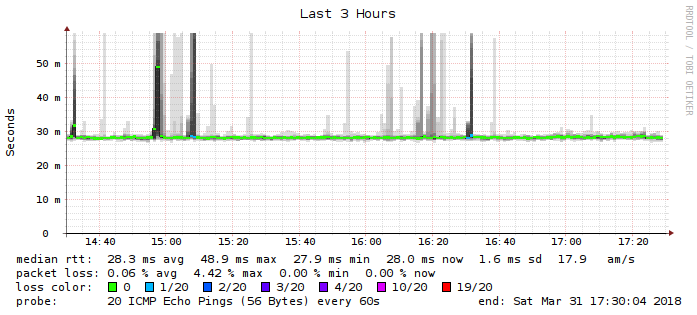 Last 3 Hours
RRDTOOL / TOBI OETIKER
Seconds
50 m
40 m
30 m
20 m
10 m
0
14:40 15:00 15:20 15:40 16:00 16:20 16:40 17:00 17:20
median rtt: 28.3 ms avg 48.9 ms max 27.9 ms min 28.0 ms now 1.6 ms sd 17.9 am/s
packet loss: 0.06 % avg 4.42 % max 0.00 % min 0.00 % now
loss color: 0 1/20 2/20 3/20 4/20 10/20 19/20
probe: 20 ICMP Echo Pings (56 Bytes) every 60s end: Sat Mar 31 17:30:04 2018